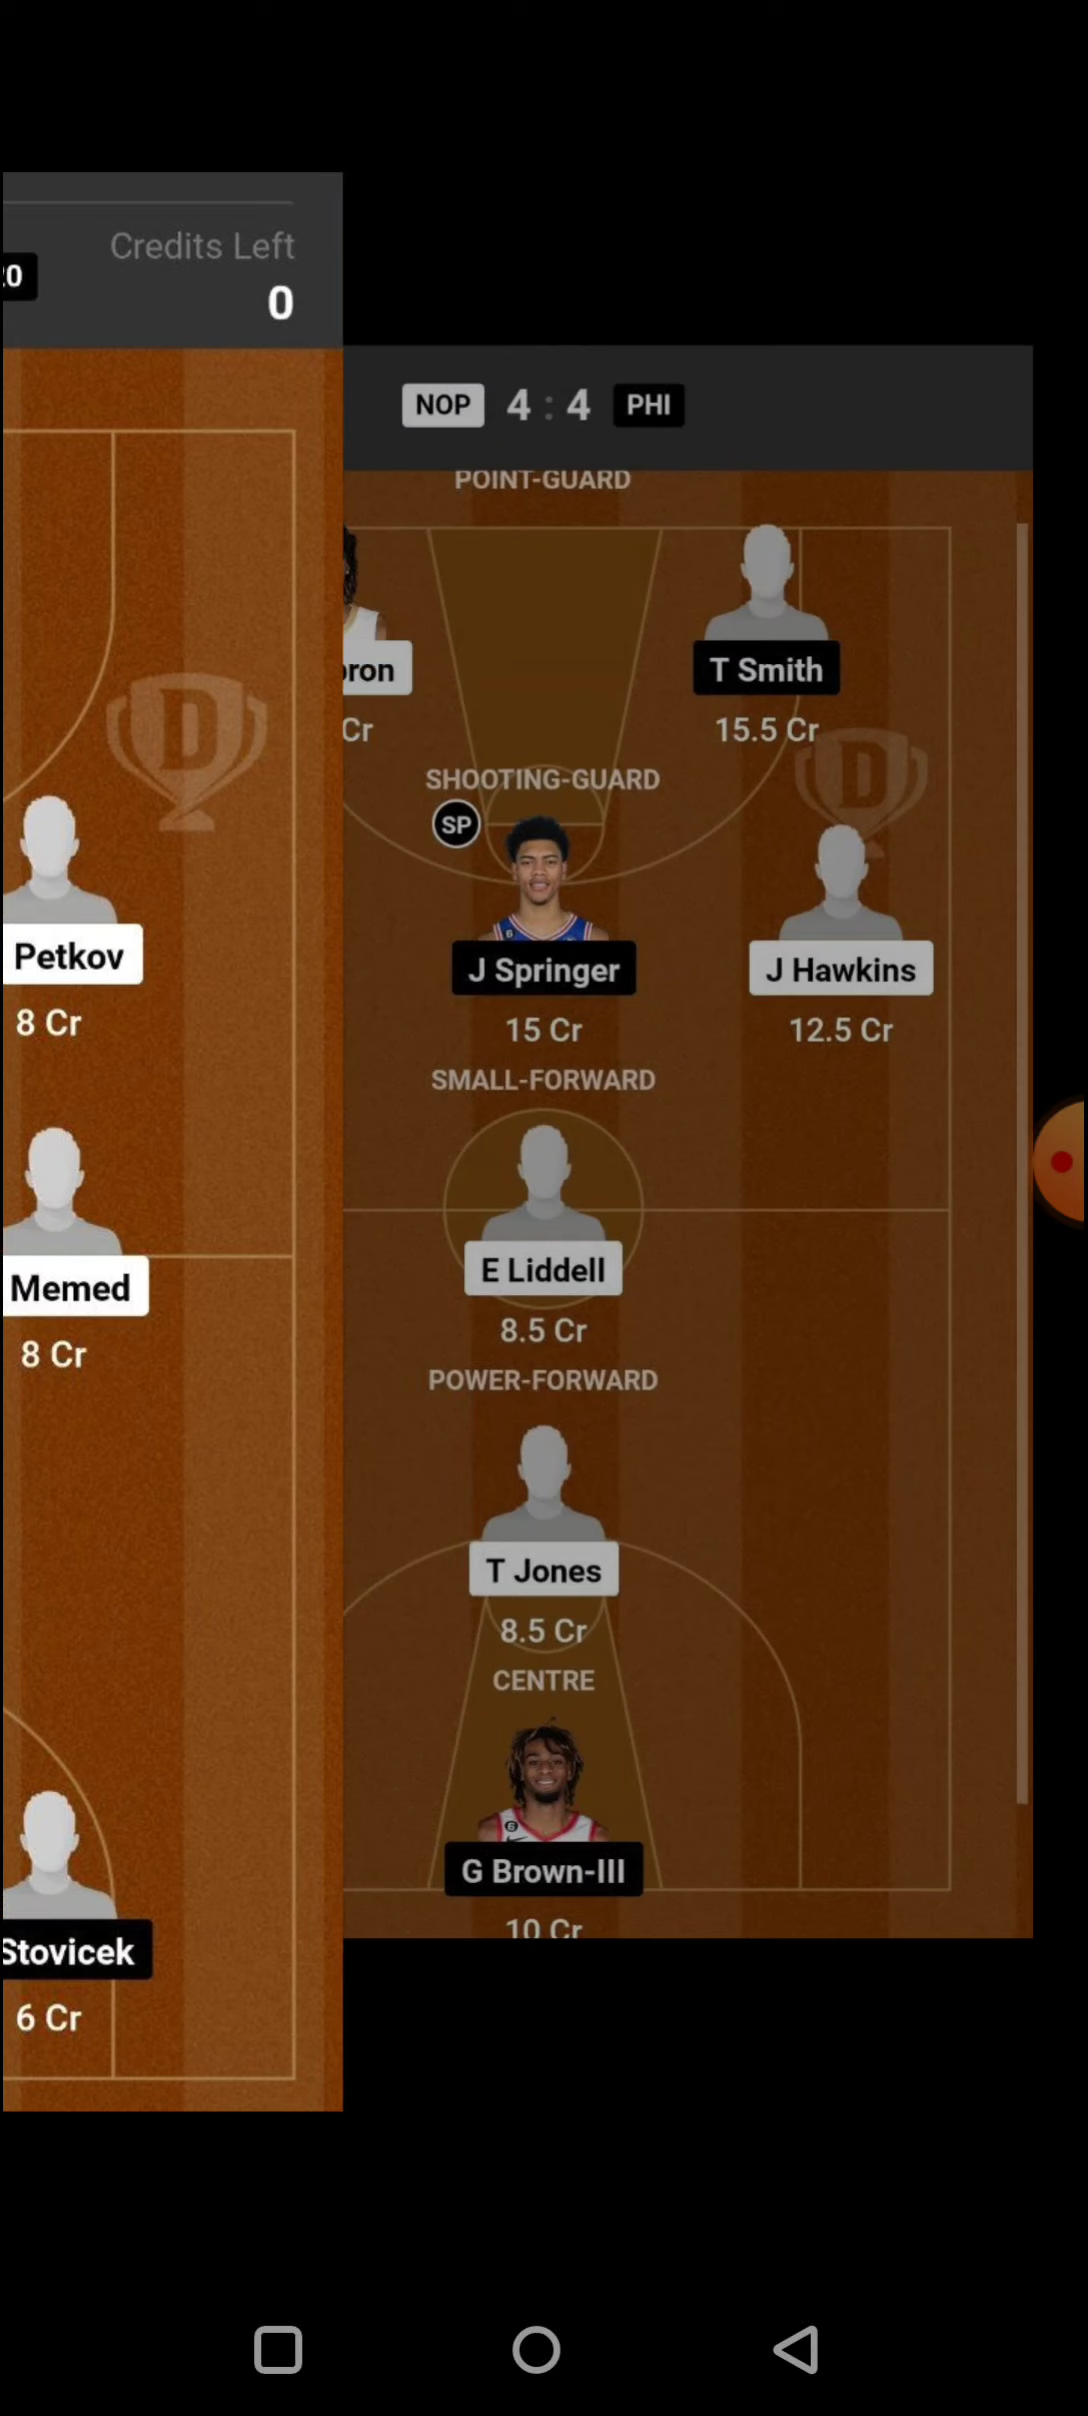 Credits Left
20
0
Petkov
8 Cr
Memed
8 Cr
Stovicek
6 Cr
NOP 4 : 4 PHI
POINT-GUARD
T Smith
Cr
15.5 Cr
D
D
SHOOTING-GUARD
SP
J Springer
J Hawkins
15 Cr
12.5 Cr
SMALL-FORWARD
E Liddell
8.5 Cr
POWER-FORWARD
T Jones
8.5 Cr
CENTRE
G Brown-III
10 Cr